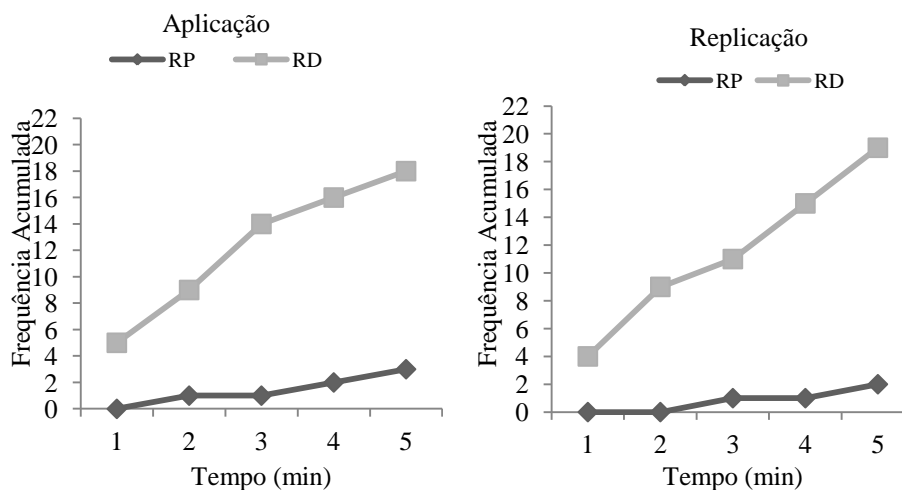 Aplicação
RP RD
Frequência Acumulada
22
20
18
16
14
12
10
8
6
4
2
0
1 2 3 4 5
Tempo (min)
Replicação
RP RD
Frequência Acumulada
22
20
18
16
14
12
10
8
6
4
2
0
1 2 3 4 5
Tempo (min)